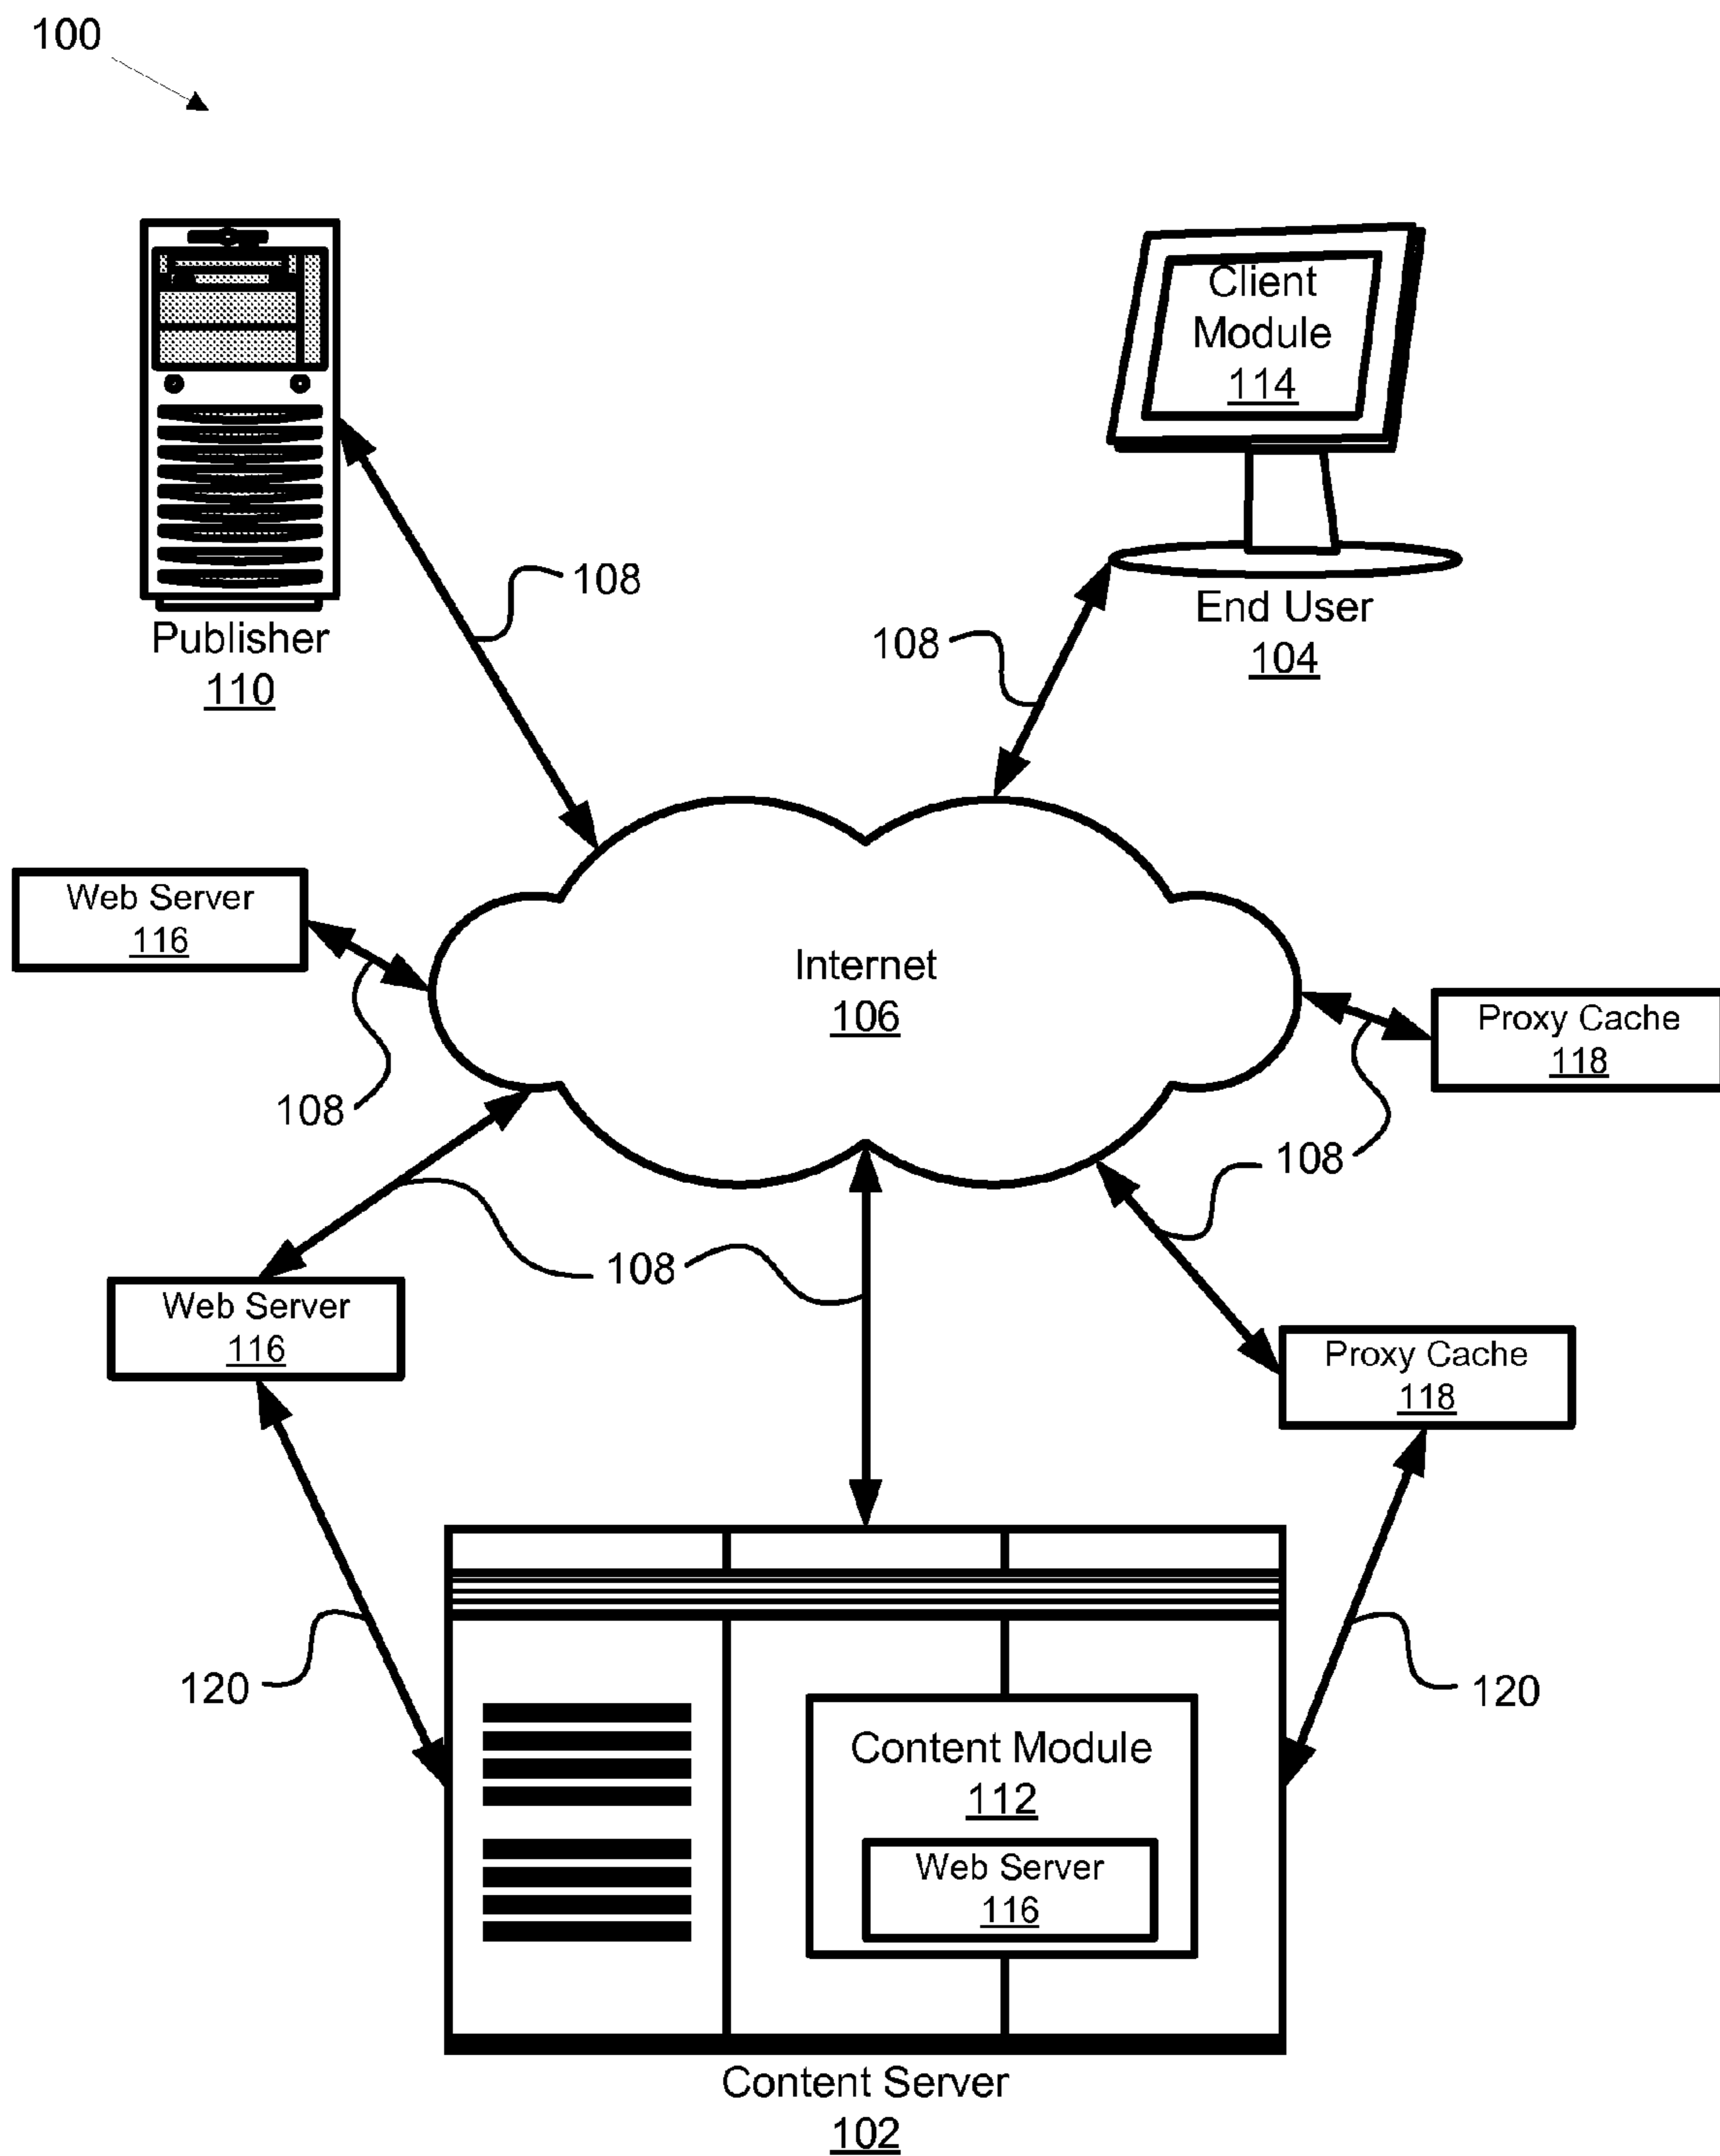 100
Client
Module
114
108
Publisher
110
108
End User
104
Web Server
116
Internet
106
Proxy Cache
118
108
108
108
Web Server
116
Proxy Cache
118
120
120
Content Module
112
Web Server
116
Content Server
102